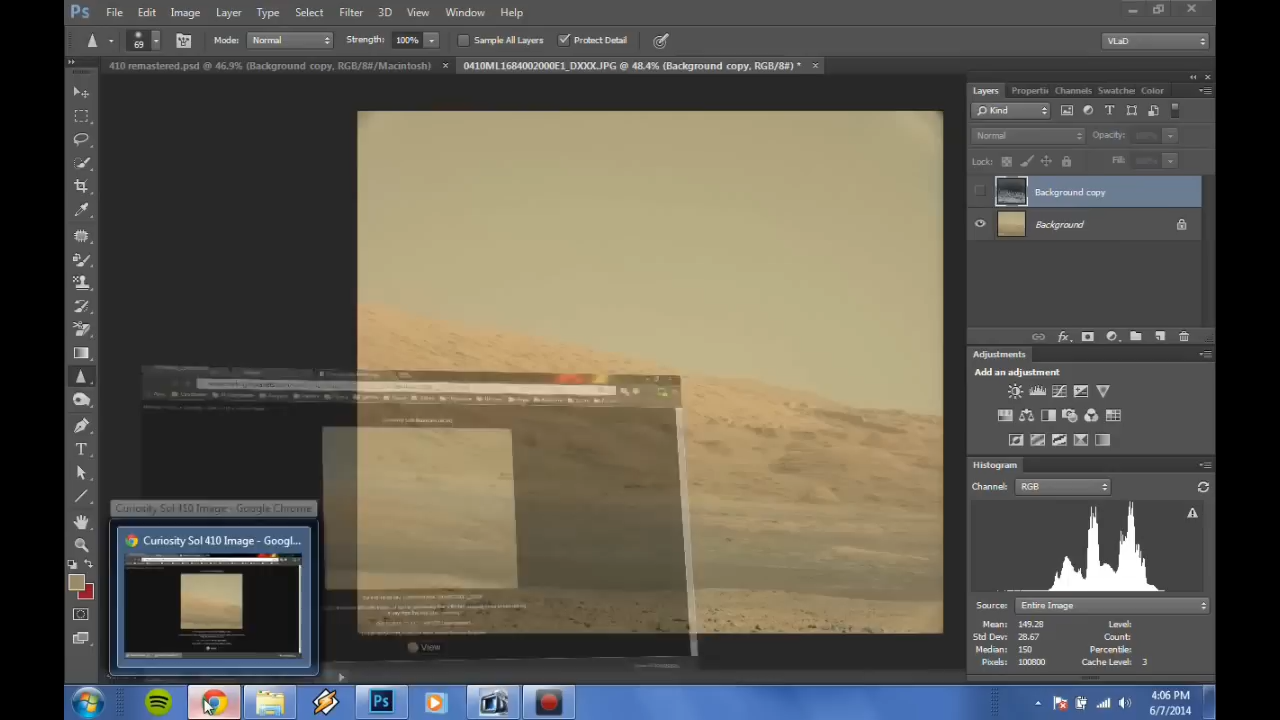 Ps File Edit Image Layer Type Select Filter 3D View Window Help
69 Mode: Normal Strength: 100% Sample All Layers Protect Detail VLaD
410 remastered.psd @ 46.9% (Background copy, RGB/8#/Macintosh) × 0410ML1684002000E1_DXXX.JPG @ 48.4% (Background copy, RGB/8#) * ×
Layers Properti Channels Swatche Color
Kind
Normal Opacity:
Lock: Fill:
Background copy
Background
Adjustments
Add an adjustment
Histogram
Channel: RGB
Source: Entire Image
Mean: 149.28 Level:
Std Dev: 28.67 Count:
Median: 150 Percentile:
Pixels: 100800 Cache Level: 3
View
Curiosity Sol 410 Image - Google Chrome
Curiosity Sol 410 Image - Googl...
Ps
4:06 PM
6/7/2014